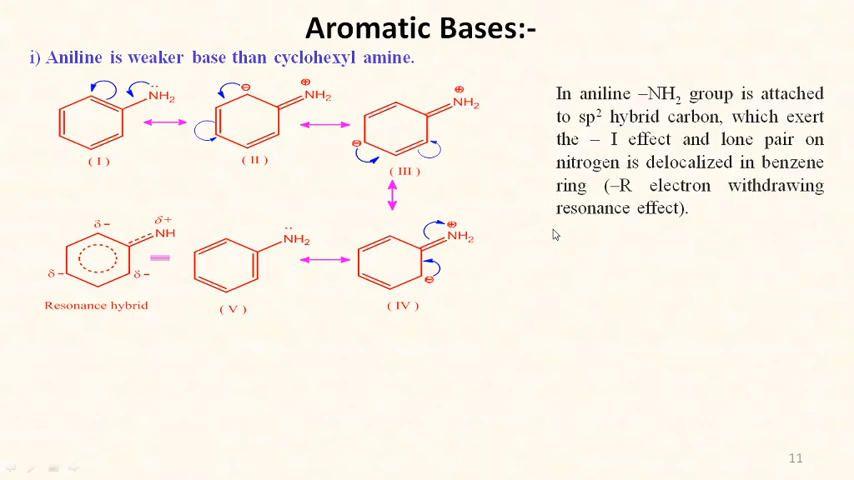 Aromatic Bases:-
i) Aniline is weaker base than cyclohexyl amine.
N̈H₂
⊖
⊕
NH₂
⊕
NH₂
⊖
( I )
( II )
( III )
In aniline –NH₂ group is attached
to sp² hybrid carbon, which exert
the – I effect and lone pair on
nitrogen is delocalized in benzene
ring (–R electron withdrawing
resonance effect).
δ–
δ+
NH
δ–
δ–
Resonance hybrid
N̈H₂
( V )
⊕
NH₂
⊖
( IV )
11